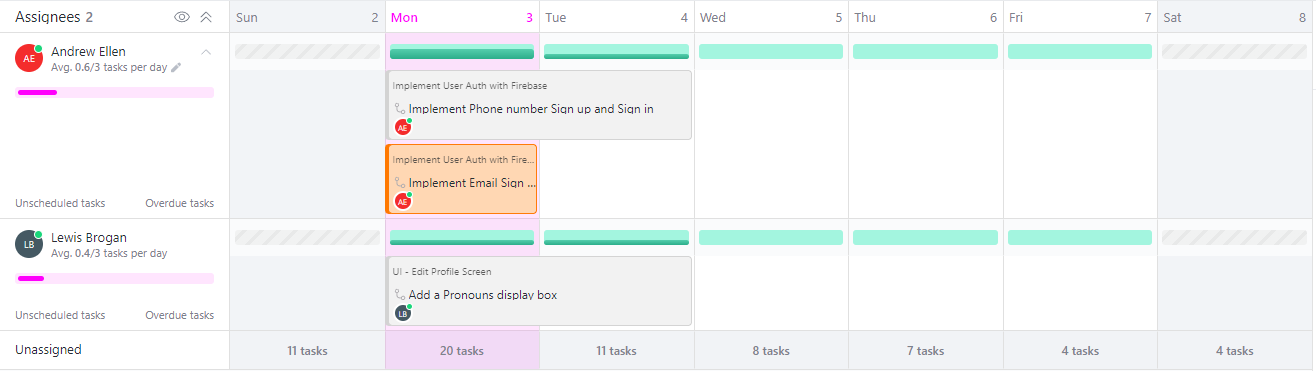 Assignees 2
Sun 2
Mon 3
Tue 4
Wed 5
Thu 6
Fri 7
Sat 8
AE
Andrew Ellen
Avg. 0.6/3 tasks per day
Implement User Auth with Firebase
Implement Phone number Sign up and Sign in
AE
Implement User Auth with Fire...
Implement Email Sign ...
AE
Unscheduled tasks
Overdue tasks
LB
Lewis Brogan
Avg. 0.4/3 tasks per day
UI - Edit Profile Screen
Add a Pronouns display box
LB
Unscheduled tasks
Overdue tasks
Unassigned
11 tasks
20 tasks
11 tasks
8 tasks
7 tasks
4 tasks
4 tasks